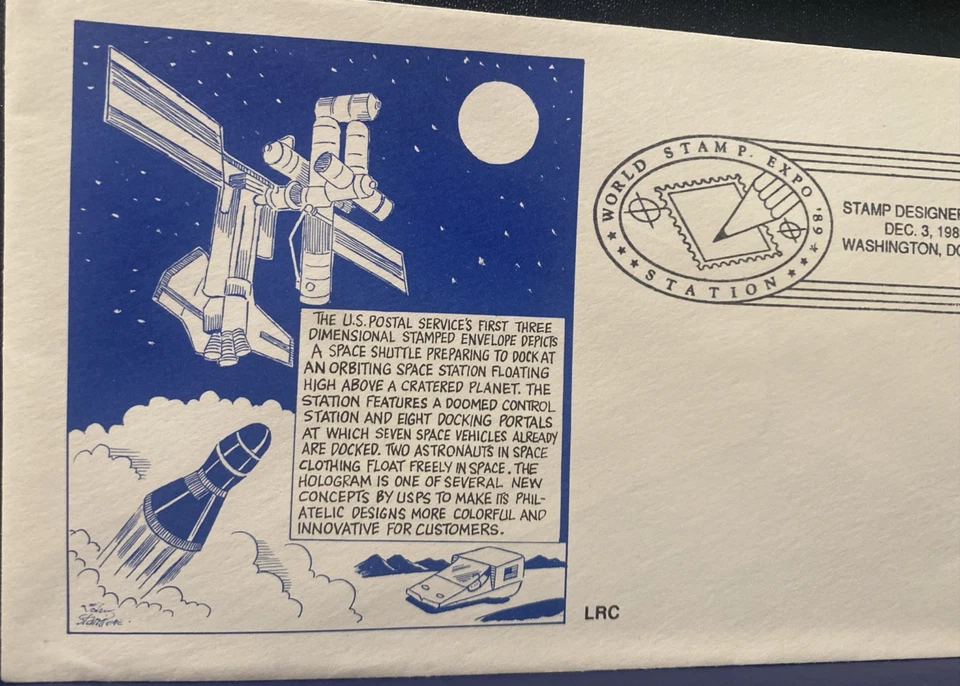 THE U.S. POSTAL SERVICE'S FIRST THREE
DIMENSIONAL STAMPED ENVELOPE DEPICTS
A SPACE SHUTTLE PREPARING TO DOCK AT
AN ORBITING SPACE STATION FLOATING
HIGH ABOVE A CRATERED PLANET. THE
STATION FEATURES A DOOMED CONTROL
STATION AND EIGHT DOCKING PORTALS
AT WHICH SEVEN SPACE VEHICLES ALREADY
ARE DOCKED. TWO ASTRONAUTS IN SPACE
CLOTHING FLOAT FREELY IN SPACE. THE
HOLOGRAM IS ONE OF SEVERAL NEW
CONCEPTS BY USPS TO MAKE ITS PHIL-
ATELIC DESIGNS MORE COLORFUL AND
INNOVATIVE FOR CUSTOMERS.
LRC
WORLD STAMP EXPO '89
STATION
STAMP DESIGNER
DEC. 3, 198
WASHINGTON, DC